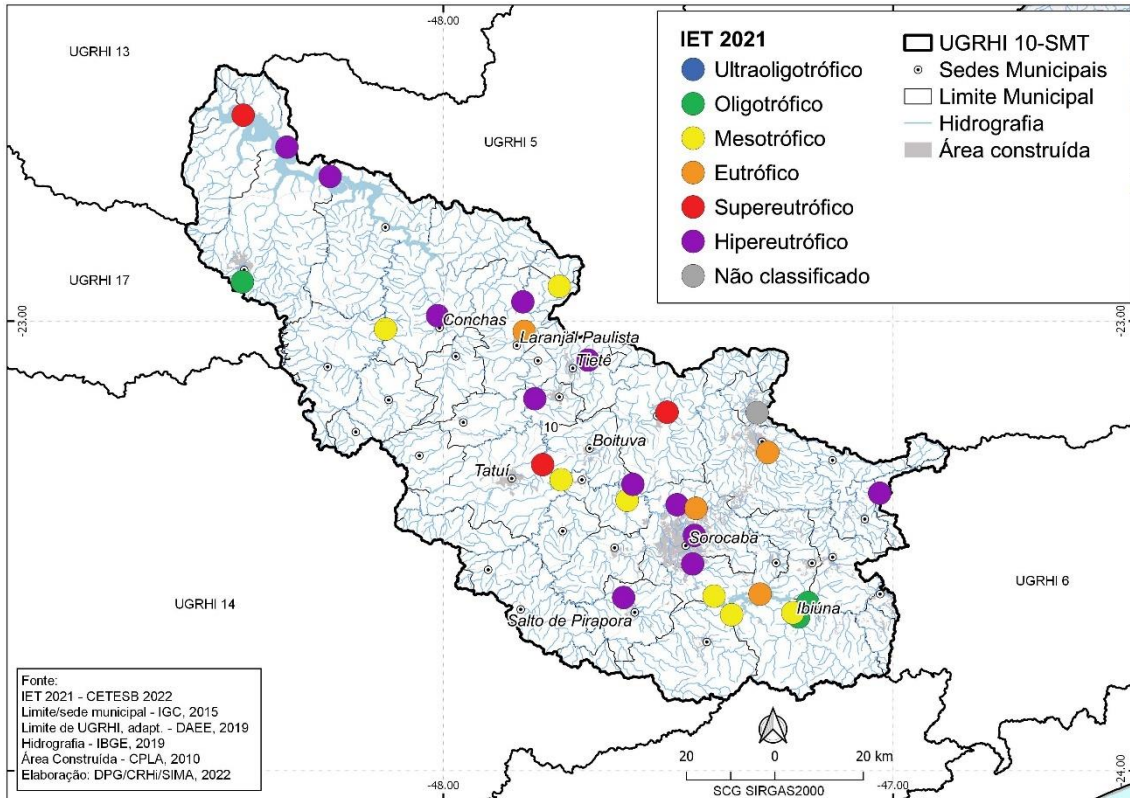 -48.00
UGRHI 13
UGRHI 5
UGRHI 17
-23.00
-23.00
Conchas
Laranjal Paulista
Tietê
10
Boituva
Tatuí
Sorocaba
Ibiúna
Salto de Pirapora
UGRHI 14
UGRHI 6
IET 2021
Ultraoligotrófico
Oligotrófico
Mesotrófico
Eutrófico
Supereutrófico
Hipereutrófico
Não classificado
UGRHI 10-SMT
Sedes Municipais
Limite Municipal
Hidrografia
Área construída
Fonte:
IET 2021 - CETESB 2022
Limite/sede municipal - IGC, 2015
Limite de UGRHI, adapt. - DAEE, 2019
Hidrografia - IBGE, 2019
Área Construída - CPLA, 2010
Elaboração: DPG/CRHi/SIMA, 2022
20 0 20 km
SCG SIRGAS2000
-24.00
-48.00
-47.00